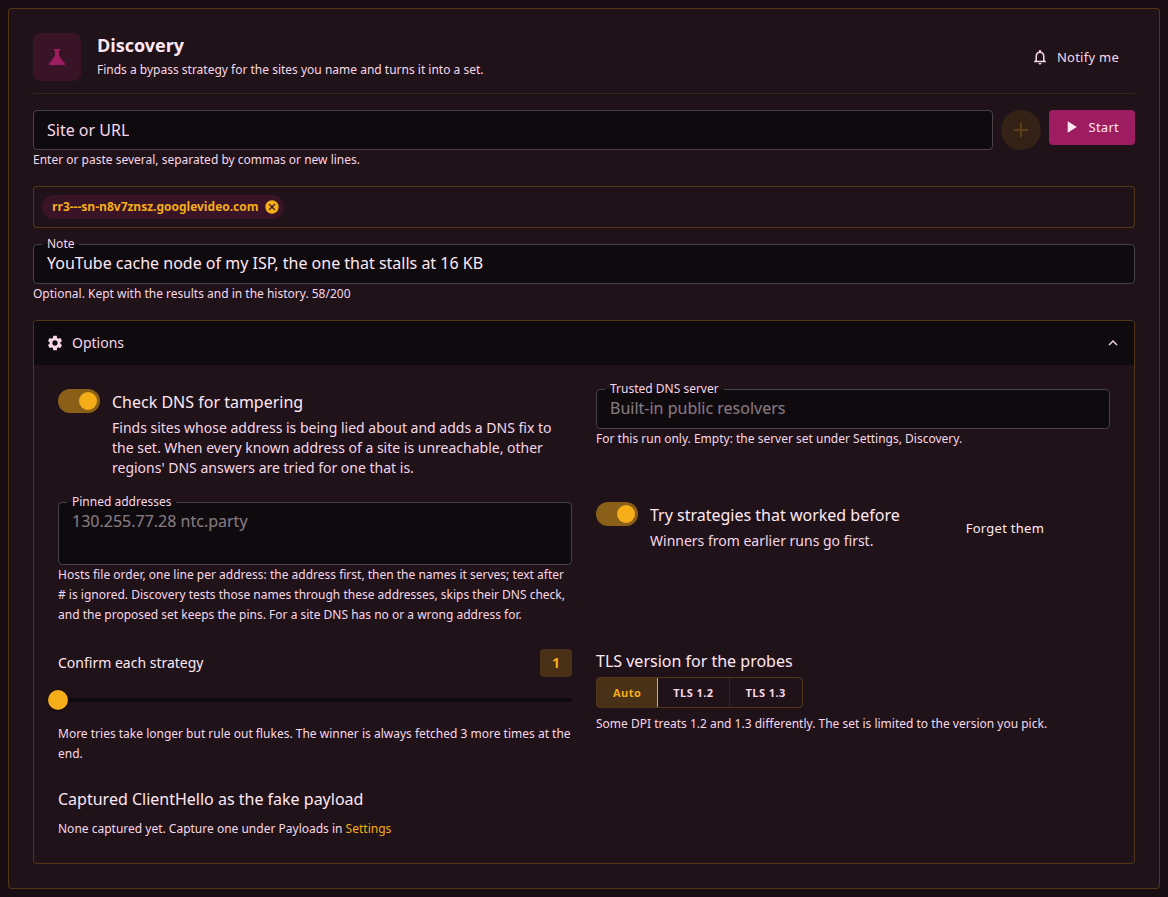 Discovery
Finds a bypass strategy for the sites you name and turns it into a set.
Notify me
Site or URL
Start
Enter or paste several, separated by commas or new lines.
rr3---sn-n8v7znsz.googlevideo.com
Note
YouTube cache node of my ISP, the one that stalls at 16 KB
Optional. Kept with the results and in the history. 58/200
Options
Check DNS for tampering
Finds sites whose address is being lied about and adds a DNS fix to
the set. When every known address of a site is unreachable, other
regions' DNS answers are tried for one that is.
Trusted DNS server
Built-in public resolvers
For this run only. Empty: the server set under Settings, Discovery.
Pinned addresses
130.255.77.28 ntc.party
Hosts file order, one line per address: the address first, then the names it serves; text after
# is ignored. Discovery tests those names through these addresses, skips their DNS check,
and the proposed set keeps the pins. For a site DNS has no or a wrong address for.
Try strategies that worked before
Winners from earlier runs go first.
Forget them
Confirm each strategy
1
More tries take longer but rule out flukes. The winner is always fetched 3 more times at the
end.
TLS version for the probes
Auto
TLS 1.2
TLS 1.3
Some DPI treats 1.2 and 1.3 differently. The set is limited to the version you pick.
Captured ClientHello as the fake payload
None captured yet. Capture one under Payloads in Settings